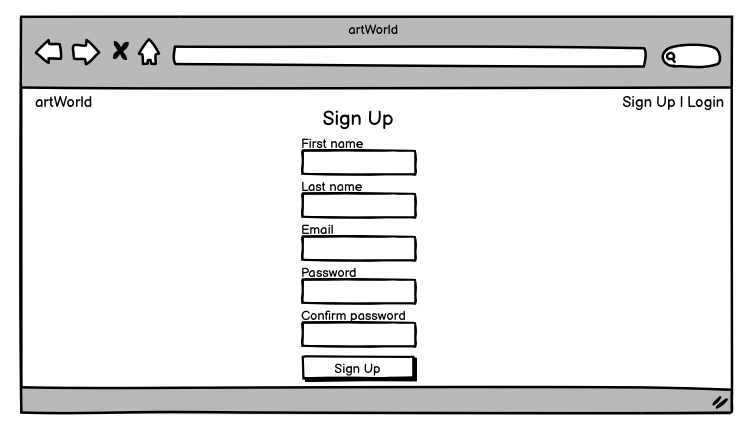 artWorld
artWorld
Sign Up | Login
Sign Up
First name
Last name
Email
Password
Confirm password
Sign Up